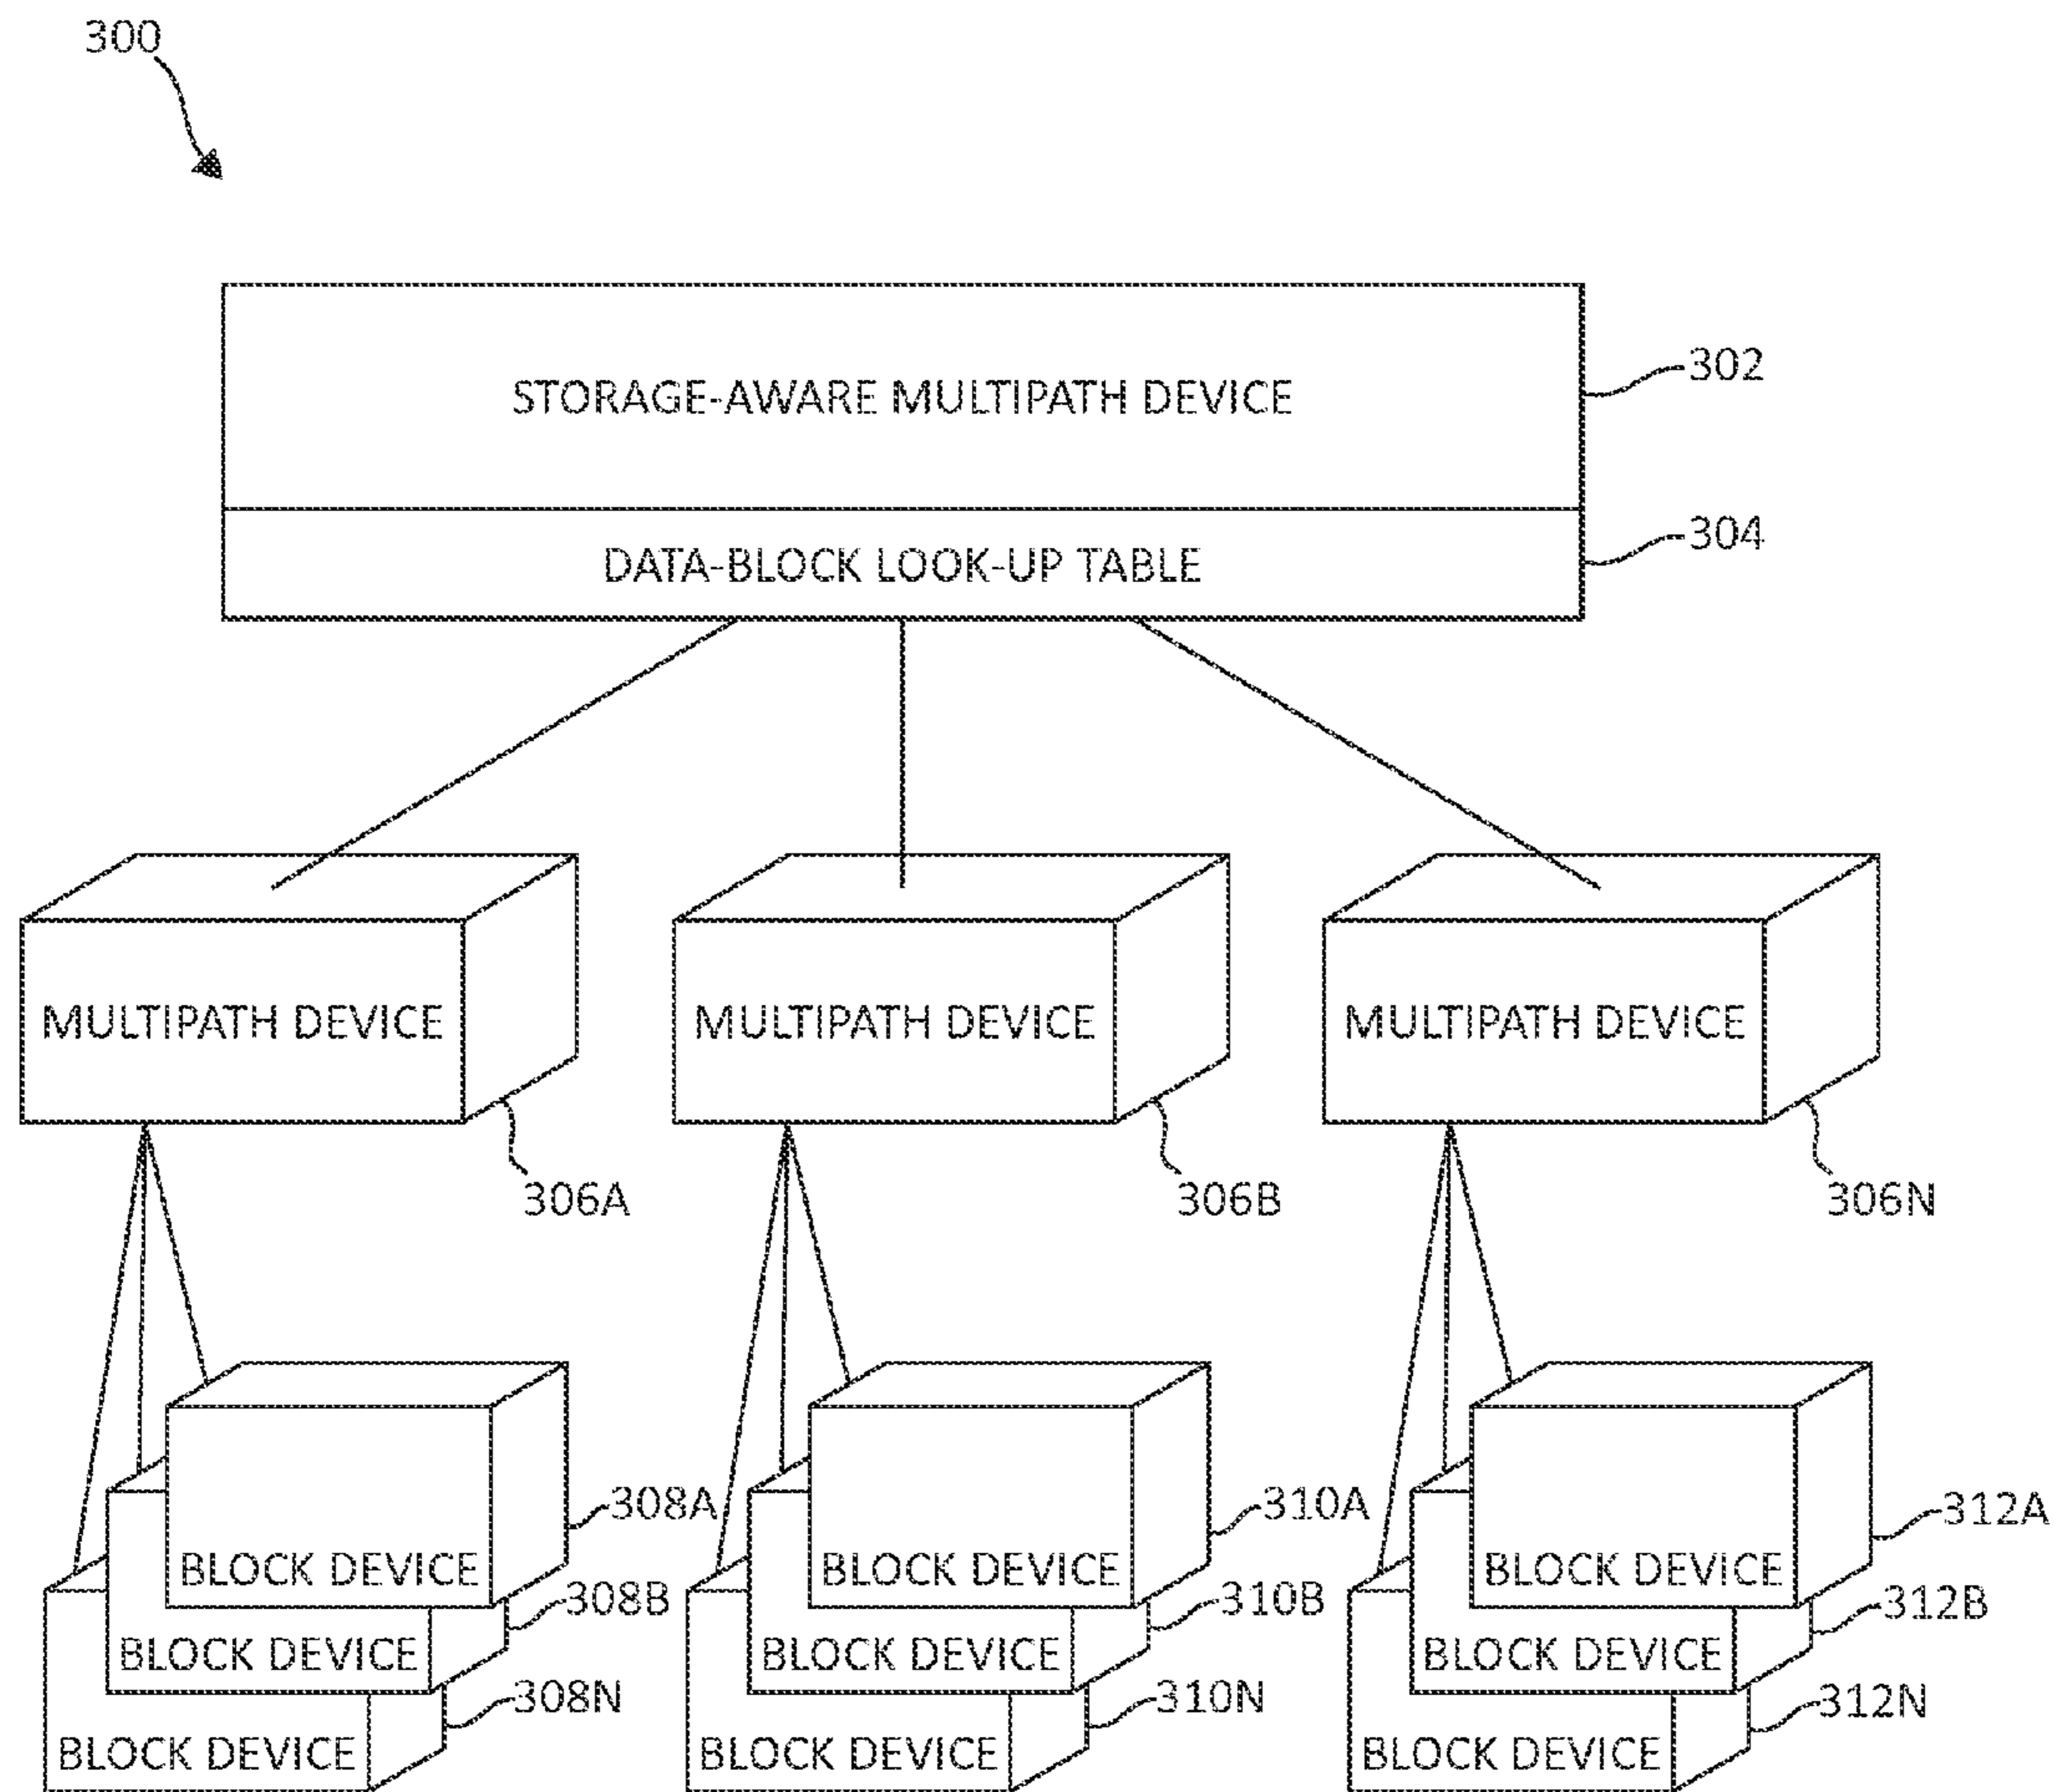 300
STORAGE-AWARE MULTIPATH DEVICE
302
DATA-BLOCK LOOK-UP TABLE
304
MULTIPATH DEVICE
MULTIPATH DEVICE
MULTIPATH DEVICE
306A
306B
306N
BLOCK DEVICE
308A
BLOCK DEVICE
308B
BLOCK DEVICE
308N
BLOCK DEVICE
310A
BLOCK DEVICE
310B
BLOCK DEVICE
310N
BLOCK DEVICE
312A
BLOCK DEVICE
312B
BLOCK DEVICE
312N